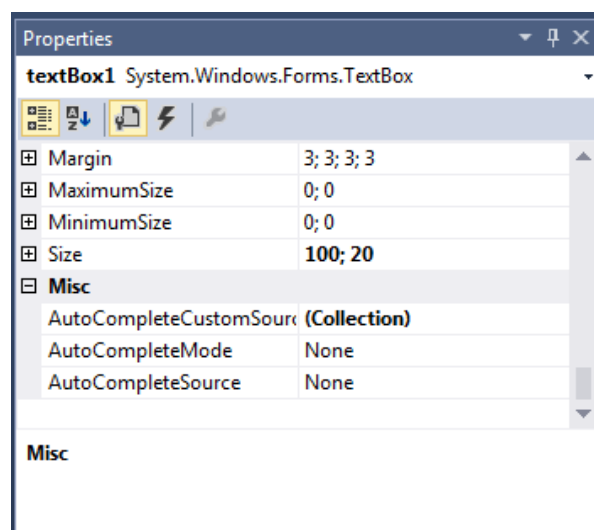 Properties
textBox1 System.Windows.Forms.TextBox
Margin 3; 3; 3; 3
MaximumSize 0; 0
MinimumSize 0; 0
Size 100; 20
Misc
AutoCompleteCustomSourc (Collection)
AutoCompleteMode None
AutoCompleteSource None
Misc